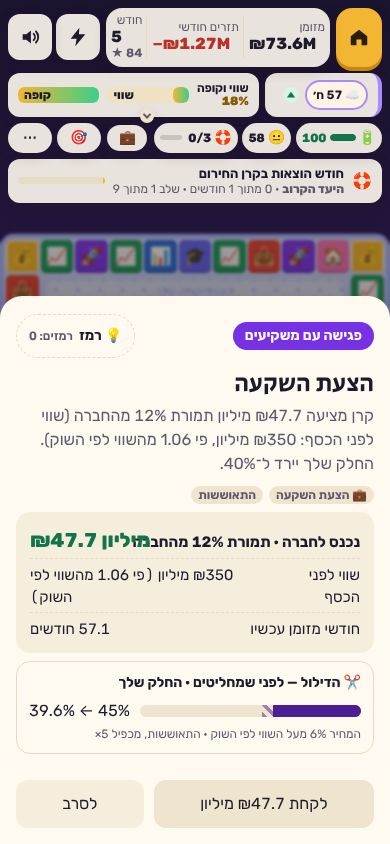 מזומן
₪73.6M
תזרים חודשי
−₪1.27M
חודש
5
★ 84
☁️ 57 ח׳ ▲
שווי וקופה
18%
שווי
קופה
🔋 100
😐 58
🛟 0/3
💼
🎯
⋯
🛟 חודש הוצאות בקרן החירום
היעד הקרוב · 0 מתוך 1 חודשים · שלב 1 מתוך 9
פגישה עם משקיעים
💡 רמז רמזים: 0
הצעת השקעה
קרן מציעה ₪47.7 מיליון תמורת 12% מהחברה (שווי
לפני הכסף: ₪350 מיליון, פי 1.06 מהשווי לפי השוק).
החלק שלך יירד ל־40%.
💼 הצעת השקעה
התאוששות
נכנס לחברה · תמורת 12% מהחברה
₪47.7 מיליון
שווי לפני הכסף
₪350 מיליון (פי 1.06 מהשווי לפי השוק)
חודשי מזומן עכשיו
57.1 חודשים
✂️ הדילול — לפני שמחליטים · החלק שלך
45% → 39.6%
המחיר 6% מעל השווי לפי השוק · התאוששות, מכפיל 5×
לקחת ₪47.7 מיליון
לסרב